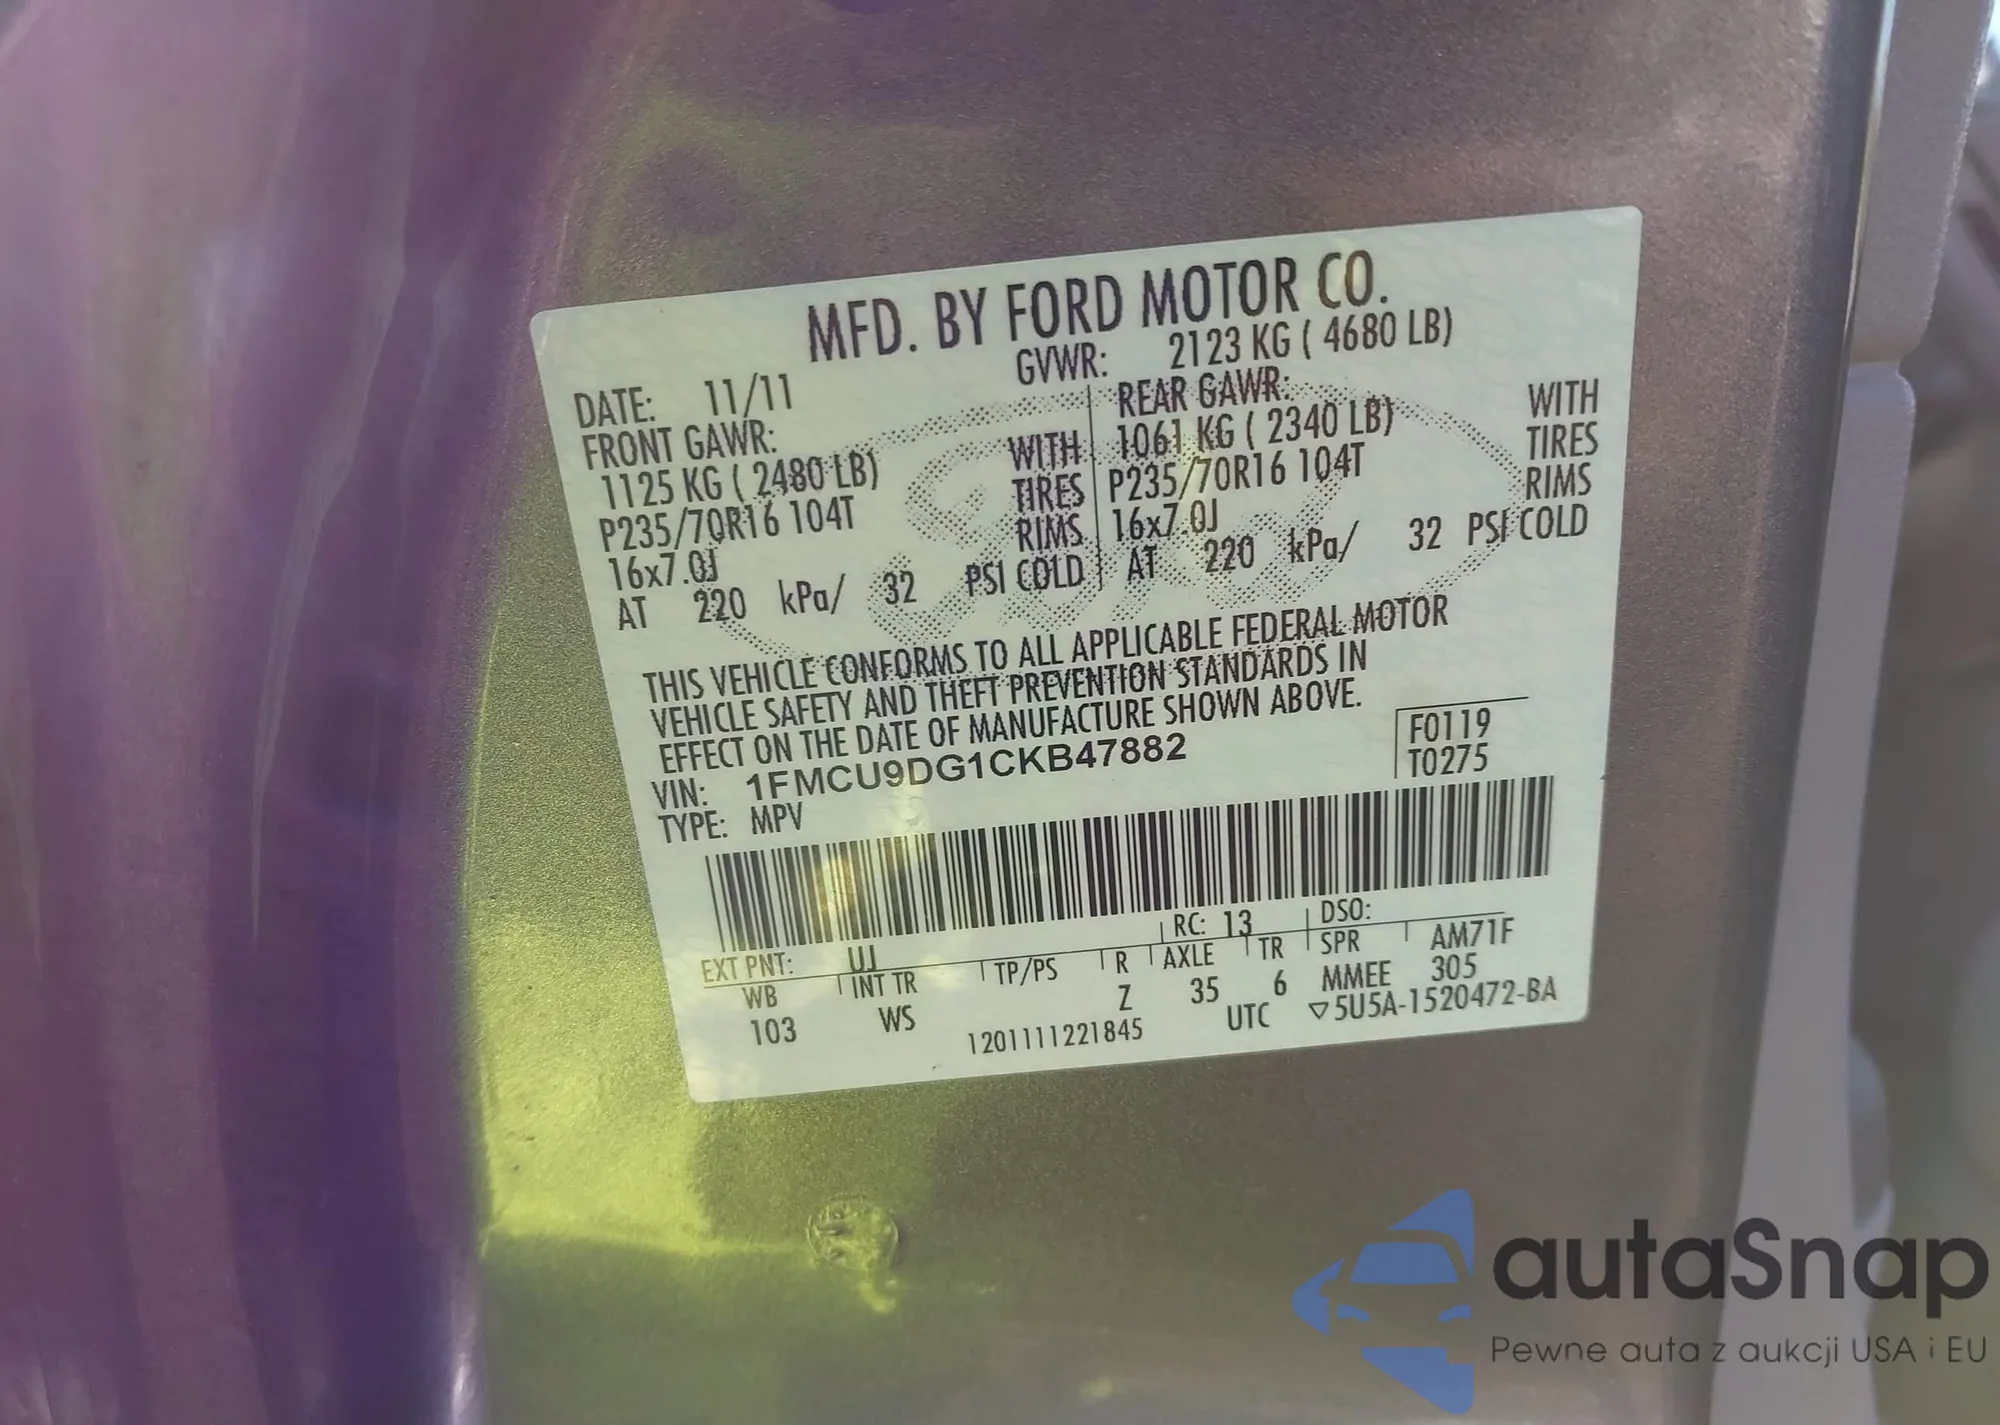 MFD. BY FORD MOTOR CO.
DATE: 11/11 GVWR: 2123 KG ( 4680 LB)
FRONT GAWR: REAR GAWR:
1125 KG ( 2480 LB) WITH 1061 KG ( 2340 LB) WITH
P235/70R16 104T TIRES P235/70R16 104T TIRES
16x7.0J RIMS 16x7.0J RIMS
AT 220 kPa/ 32 PSI COLD AT 220 kPa/ 32 PSI COLD
THIS VEHICLE CONFORMS TO ALL APPLICABLE FEDERAL MOTOR
VEHICLE SAFETY AND THEFT PREVENTION STANDARDS IN
EFFECT ON THE DATE OF MANUFACTURE SHOWN ABOVE.
F0119
VIN: 1FMCU9DG1CKB47882 T0275
TYPE: MPV
EXT PNT: UJ RC: 13 DSO:
WB INT TR TP/PS R AXLE TR SPR AM71F
103 WS Z 35 6 MMEE 305
1201111221845 UTC ▽5U5A-1520472-BA
autaSnap
Pewne auta z aukcji USA i EU